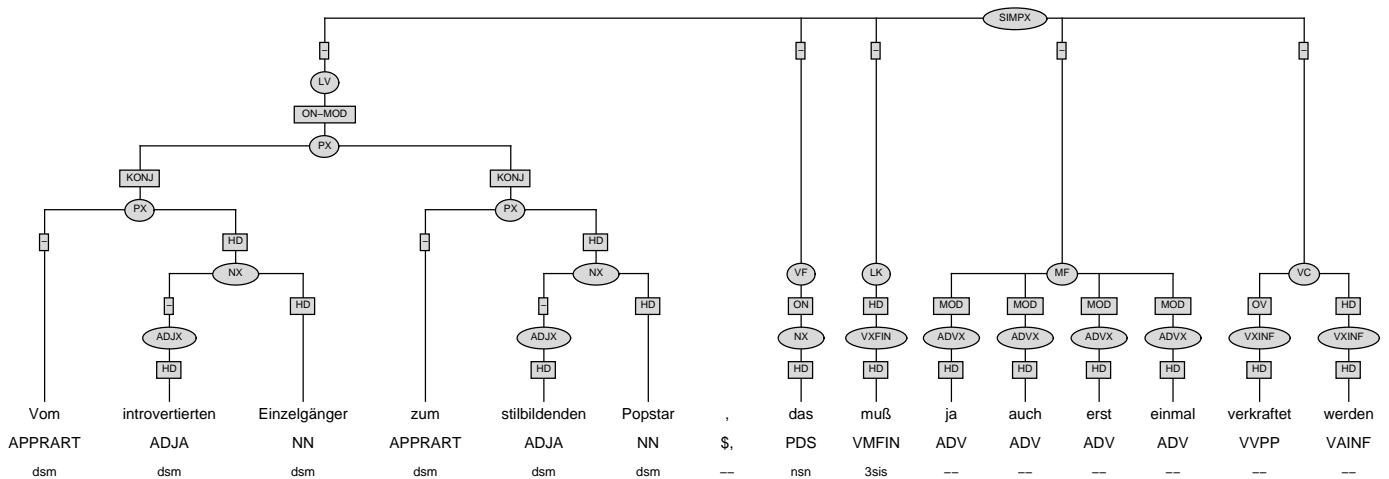 SIMPX
– – – – –
LV
ON–MOD
PX
KONJ KONJ
PX PX
– HD – HD
NX NX VF LK MF VC
– HD – HD ON HD MOD MOD MOD MOD OV HD
ADJX ADJX NX VXFIN ADVX ADVX ADVX ADVX VXINF VXINF
HD HD HD HD HD HD HD HD HD HD
Vom introvertierten Einzelgänger zum stilbildenden Popstar , das muß ja auch erst einmal verkraftet werden
APPRART ADJA NN APPRART ADJA NN $, PDS VMFIN ADV ADV ADV ADV VVPP VAINF
dsm dsm dsm dsm dsm dsm –– nsn 3sis –– –– –– –– –– ––